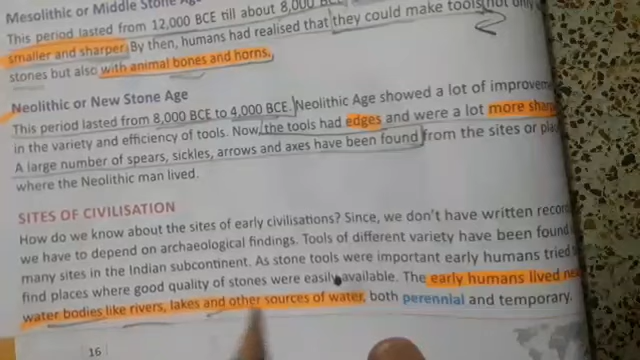 Mesolithic or Middle Stone Ag
This period lasted from 12,000 BCE till about 8,000
smaller and sharper. By then, humans had realised that they could make tools not only
stones but also with animal bones and horns.
Neolithic or New Stone Age
This period lasted from 8,000 BCE to 4,000 BCE. Neolithic Age showed a lot of improvem
in the variety and efficiency of tools. Now, the tools had edges and were a lot more sharp
A large number of spears, sickles, arrows and axes have been found from the sites or pla
where the Neolithic man lived.
SITES OF CIVILISATION
How do we know about the sites of early civilisations? Since, we don't have written recor
we have to depend on archaeological findings. Tools of different variety have been found
many sites in the Indian subcontinent. As stone tools were important early humans tried
find places where good quality of stones were easily available. The early humans lived ne
water bodies like rivers, lakes and other sources of water, both perennial and temporary.
16